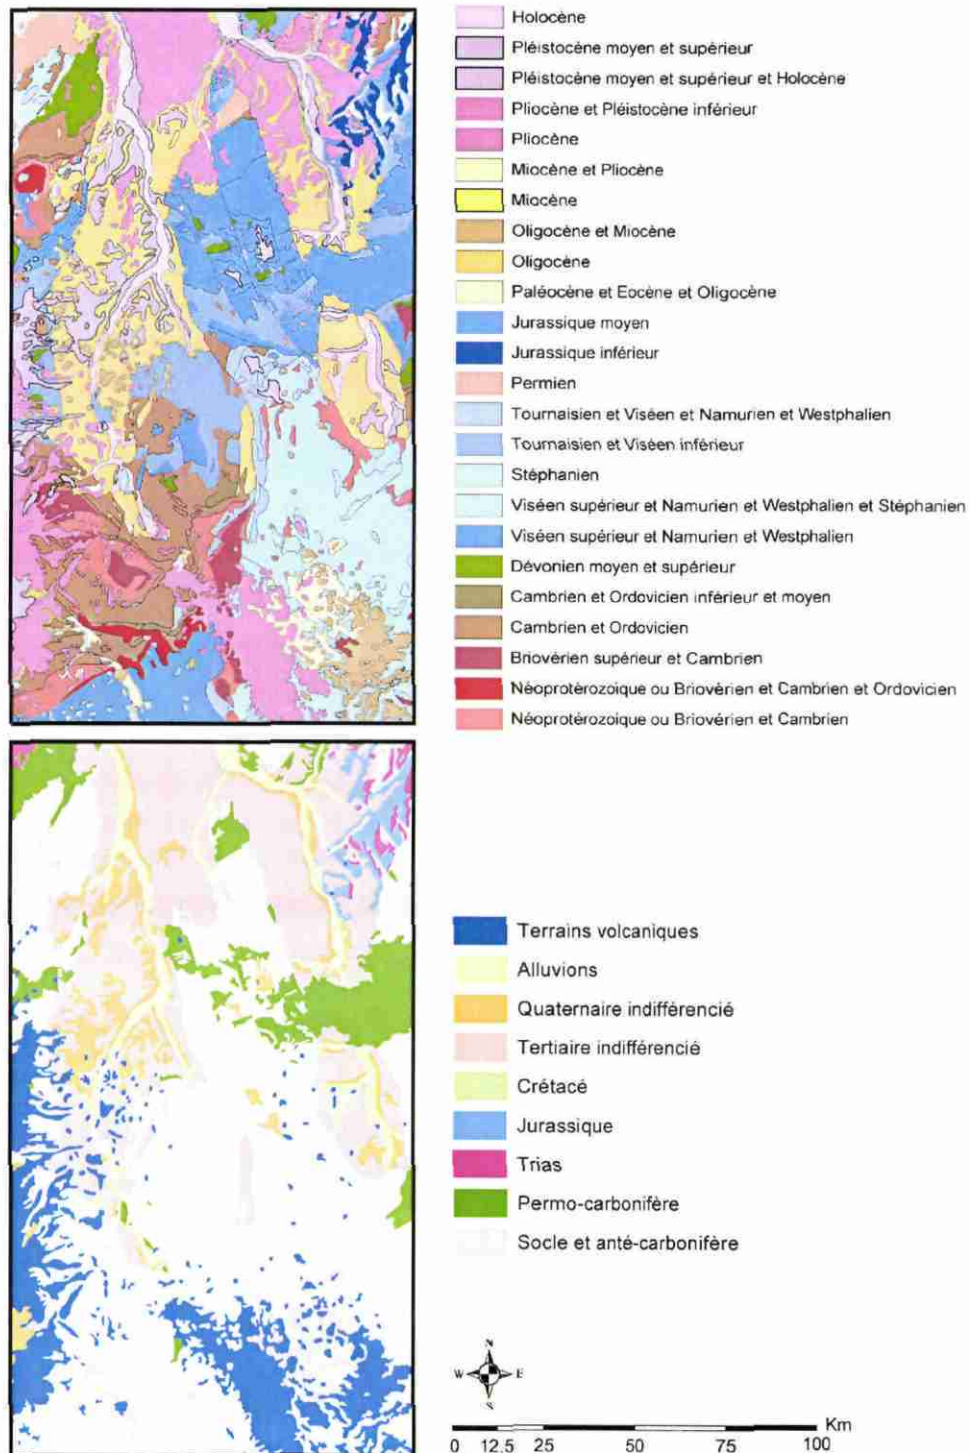 Holocène
Pléistocène moyen et supérieur
Pléistocène moyen et supérieur et Holocène
Pliocène et Pléistocène inférieur
Pliocène
Miocène et Pliocène
Miocène
Oligocène et Miocène
Oligocène
Paléocène et Eocène et Oligocène
Jurassique moyen
Jurassique inférieur
Permien
Tournaisien et Viséen et Namurien et Westphalien
Tournaisien et Viséen inférieur
Stéphanien
Viséen supérieur et Namurien et Westphalien et Stéphanien
Viséen supérieur et Namurien et Westphalien
Dévonien moyen et supérieur
Cambrien et Ordovicien inférieur et moyen
Cambrien et Ordovicien
Briovérien supérieur et Cambrien
Néoprotérozoique ou Briovérien et Cambrien et Ordovicien
Néoprotérozoique ou Briovérien et Cambrien
Terrains volcaniques
Alluvions
Quaternaire indifférencié
Tertiaire indifférencié
Crétacé
Jurassique
Trias
Permo-carbonifère
Socle et anté-carbonifère
N
W E
S
Km
0 12.5 25 50 75 100